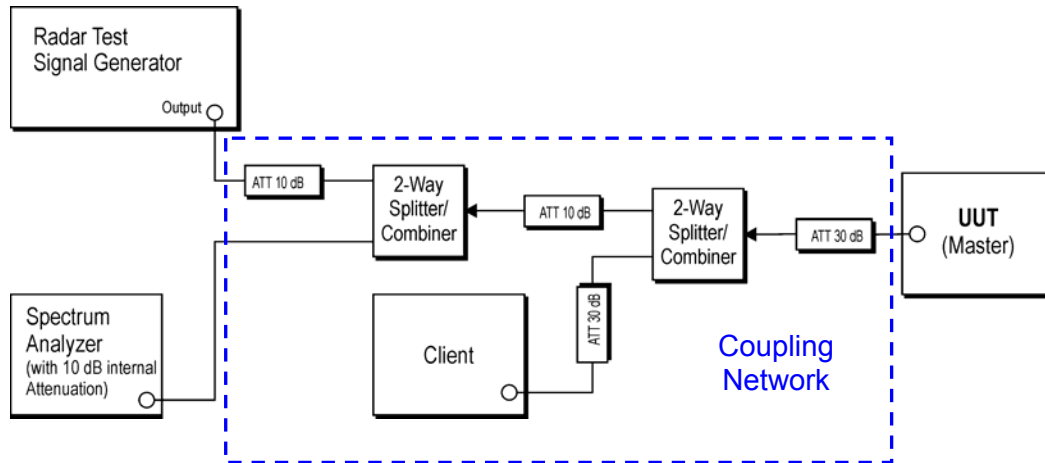 Radar Test
Signal Generator
Output
ATT 10 dB
2-Way
Splitter/
Combiner
ATT 10 dB
2-Way
Splitter/
Combiner
ATT 30 dB
UUT
(Master)
Spectrum
Analyzer
(with 10 dB internal
Attenuation)
Client
ATT 30 dB
Coupling
Network